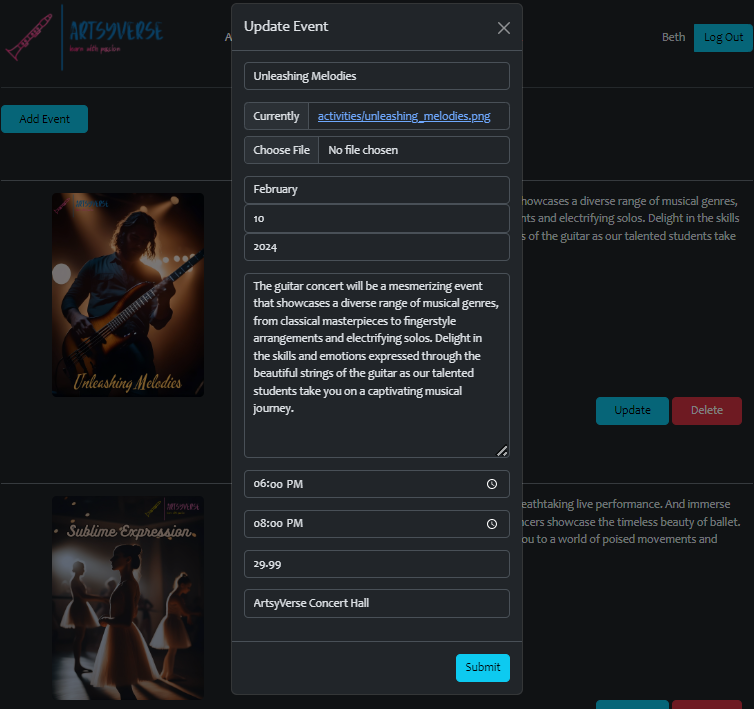 ARTSYVERSE
learn with passion
A
Beth
Log Out
Update Event
Unleashing Melodies
Currently
activities/unleashing_melodies.png
Choose File
No file chosen
February
10
2024
The guitar concert will be a mesmerizing event
that showcases a diverse range of musical genres,
from classical masterpieces to fingerstyle
arrangements and electrifying solos. Delight in
the skills and emotions expressed through the
beautiful strings of the guitar as our talented
students take you on a captivating musical
journey.
06:00 PM
08:00 PM
29.99
ArtsyVerse Concert Hall
Submit
Add Event
ARTSYVERSE
Unleashing Melodies
howcases a diverse range of musical genres,
nts and electrifying solos. Delight in the skills
s of the guitar as our talented students take
Update
Delete
ARTSYVERSE
Sublime Expression
eathtaking live performance. And immerse
ncers showcase the timeless beauty of ballet.
ou to a world of poised movements and